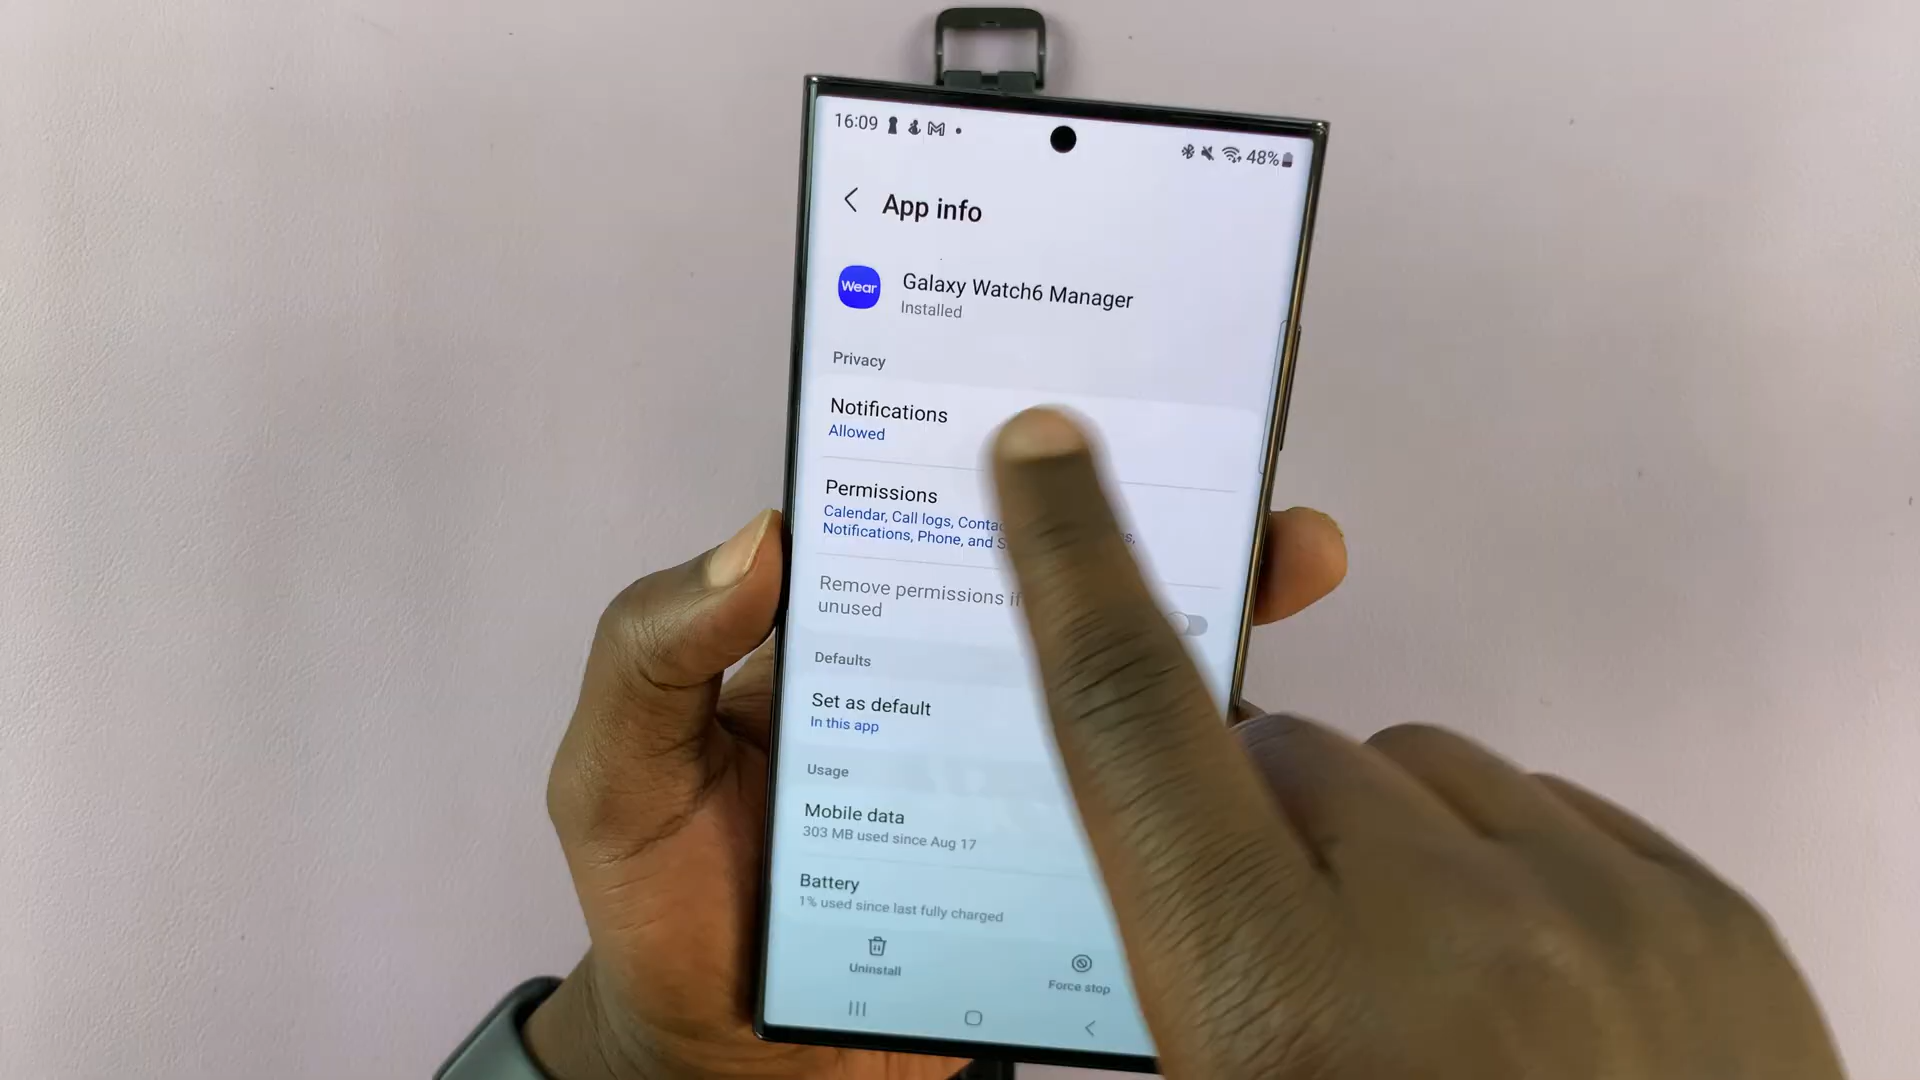 16:09
48%
App info
Wear
Galaxy Watch6 Manager
Installed
Privacy
Notifications
Allowed
Permissions
Calendar, Call logs,
Notifications, Phone, and
Remove permissions if
unused
Defaults
Set as default
In this app
Usage
Mobile data
303 MB used since Aug 17
Battery
1% used since last fully charged
Uninstall
Force stop